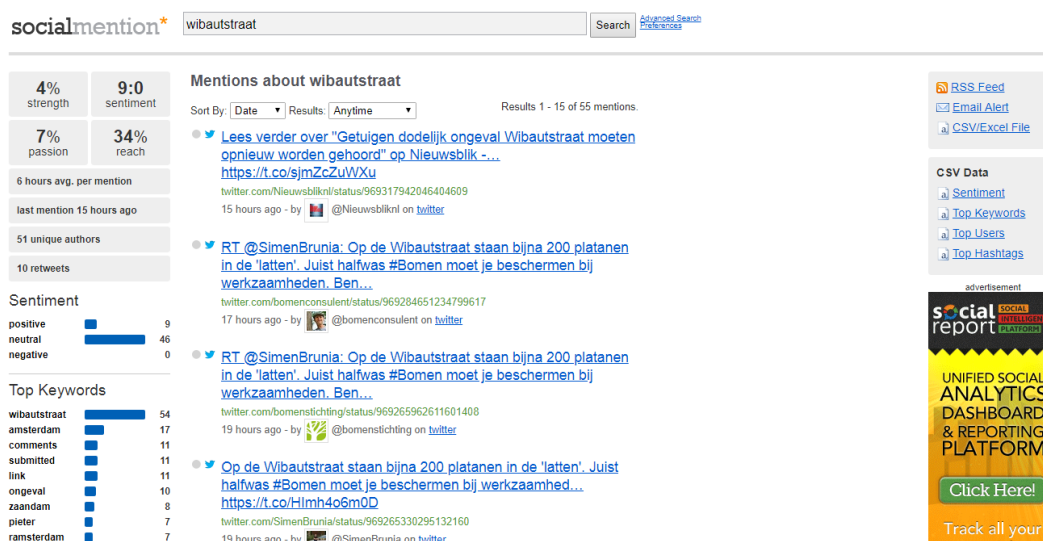 socialmention*
wibautstraat
Search
Advanced Search
Preferences
4%
strength
9:0
sentiment
7%
passion
34%
reach
6 hours avg. per mention
last mention 15 hours ago
51 unique authors
10 retweets
Sentiment
positive 9
neutral 46
negative 0
Top Keywords
wibautstraat 54
amsterdam 17
comments 11
submitted 11
link 11
ongeval 10
zaandam 8
pieter 7
ramsterdam 7
Mentions about wibautstraat
Sort By: Date Results: Anytime
Results 1 - 15 of 55 mentions.
Lees verder over "Getuigen dodelijk ongeval Wibautstraat moeten
opnieuw worden gehoord" op Nieuwsblik -…
https://t.co/sjmZcZuWXu
twitter.com/Nieuwsbliknl/status/969317942046404609
15 hours ago - by @Nieuwsbliknl on twitter
RT @SimenBrunia: Op de Wibautstraat staan bijna 200 platanen
in de 'latten'. Juist halfwas #Bomen moet je beschermen bij
werkzaamheden. Ben…
twitter.com/bomenconsulent/status/969284651234799617
17 hours ago - by @bomenconsulent on twitter
RT @SimenBrunia: Op de Wibautstraat staan bijna 200 platanen
in de 'latten'. Juist halfwas #Bomen moet je beschermen bij
werkzaamheden. Ben…
twitter.com/bomenstichting/status/969265962611601408
19 hours ago - by @bomenstichting on twitter
Op de Wibautstraat staan bijna 200 platanen in de 'latten'. Juist
halfwas #Bomen moet je beschermen bij werkzaamhed…
https://t.co/HImh4o6m0D
twitter.com/SimenBrunia/status/969265330295132160
19 hours ago - by @SimenBrunia on twitter
RSS Feed
Email Alert
CSV/Excel File
CSV Data
Sentiment
Top Keywords
Top Users
Top Hashtags
advertisement
social
report
SOCIAL
INTELLIGEN
PLATFORM
UNIFIED SOCIAL
ANALYTICS
DASHBOARD
& REPORTING
PLATFORM
Click Here!
Track all your